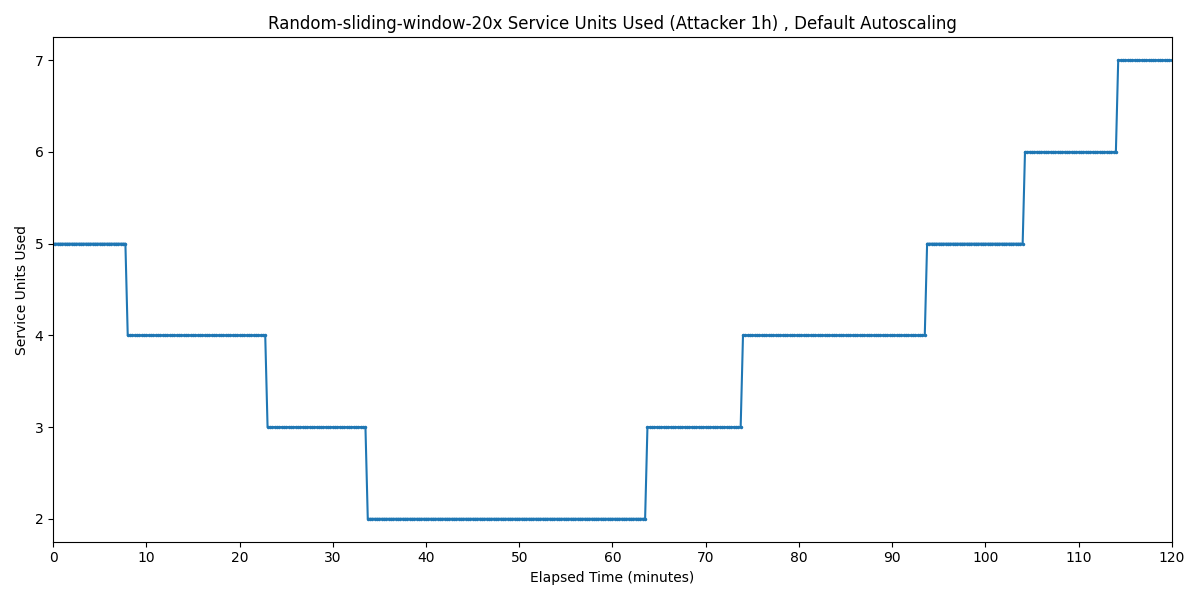 Random-sliding-window-20x Service Units Used (Attacker 1h) , Default Autoscaling
7
6
5
4
3
2
Service Units Used
0 10 20 30 40 50 60 70 80 90 100 110 120
Elapsed Time (minutes)